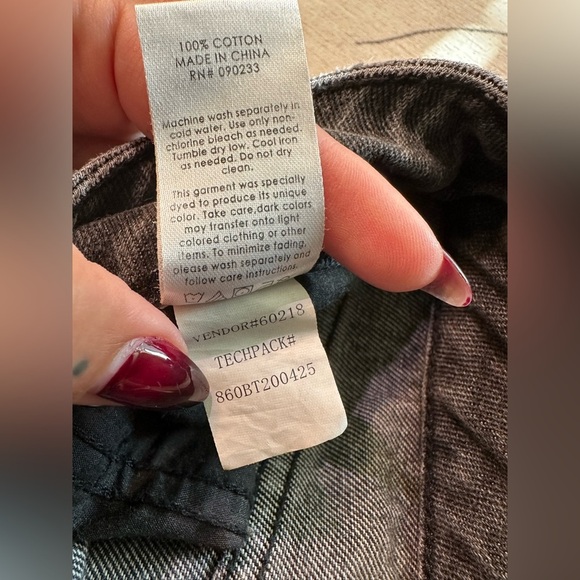 100% COTTON
MADE IN CHINA
RN# 090233
Machine wash separately in
cold water. Use only non-
chlorine bleach as needed.
Tumble dry low. Cool iron
as needed. Do not dry
clean.
This garment was specially
dyed to produce its unique
color. Take care,dark colors
may transfer onto light
colored clothing or other
items. To minimize fading,
please wash separately and
follow care instructions.
VENDOR#60218
TECHPACK#
860BT200425